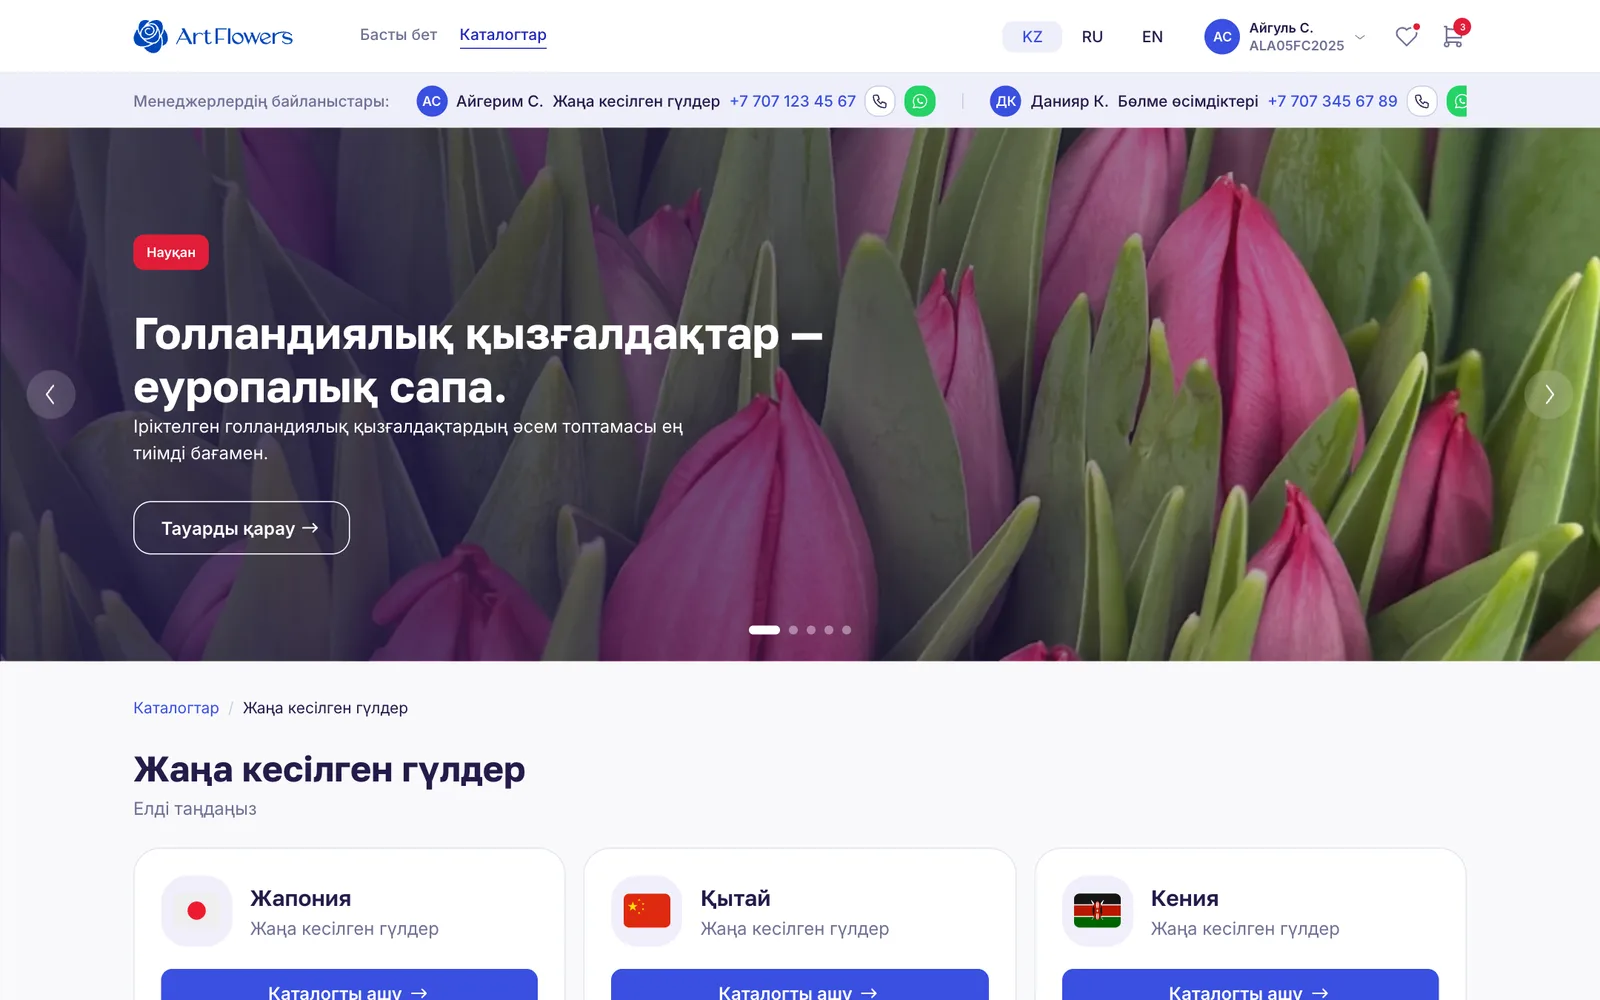 ArtFlowers
Басты бет
Каталогтар
KZ
RU
EN
АС
Айгуль С.
ALA05FC2025
3
Менеджерлердің байланыстары:
АС
Айгерим С. Жаңа кесілген гүлдер +7 707 123 45 67
ДК
Данияр К. Бөлме өсімдіктері +7 707 345 67 89
Науқан
Голландиялық қызғалдақтар —
еуропалық сапа.
Іріктелген голландиялық қызғалдақтардың әсем топтамасы ең
тиімді бағамен.
Тауарды қарау →
Каталогтар / Жаңа кесілген гүлдер
Жаңа кесілген гүлдер
Елді таңдаңыз
Жапония
Жаңа кесілген гүлдер
Каталогты ашу →
Қытай
Жаңа кесілген гүлдер
Каталогты ашу →
Кения
Жаңа кесілген гүлдер
Каталогты ашу →